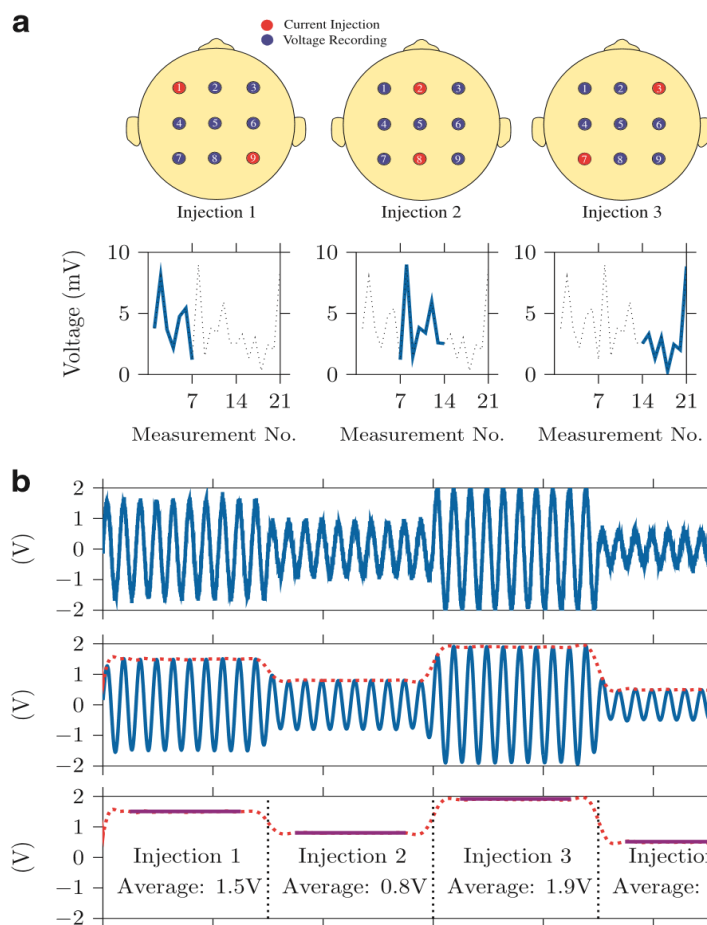 a
Current Injection
Voltage Recording
1 2 3
4 5 6
7 8 9
Injection 1
1 2 3
4 5 6
7 8 9
Injection 2
1 2 3
4 5 6
7 8 9
Injection 3
Voltage (mV)
10
5
0
7 14 21
Measurement No.
10
5
0
7 14 21
Measurement No.
10
5
0
7 14 21
Measurement No.
b
(V)
2
1
0
−1
−2
(V)
2
1
0
−1
−2
(V)
2
1
0
−1
−2
Injection 1 Injection 2 Injection 3 Injectio
Average: 1.5V Average: 0.8V Average: 1.9V Average: